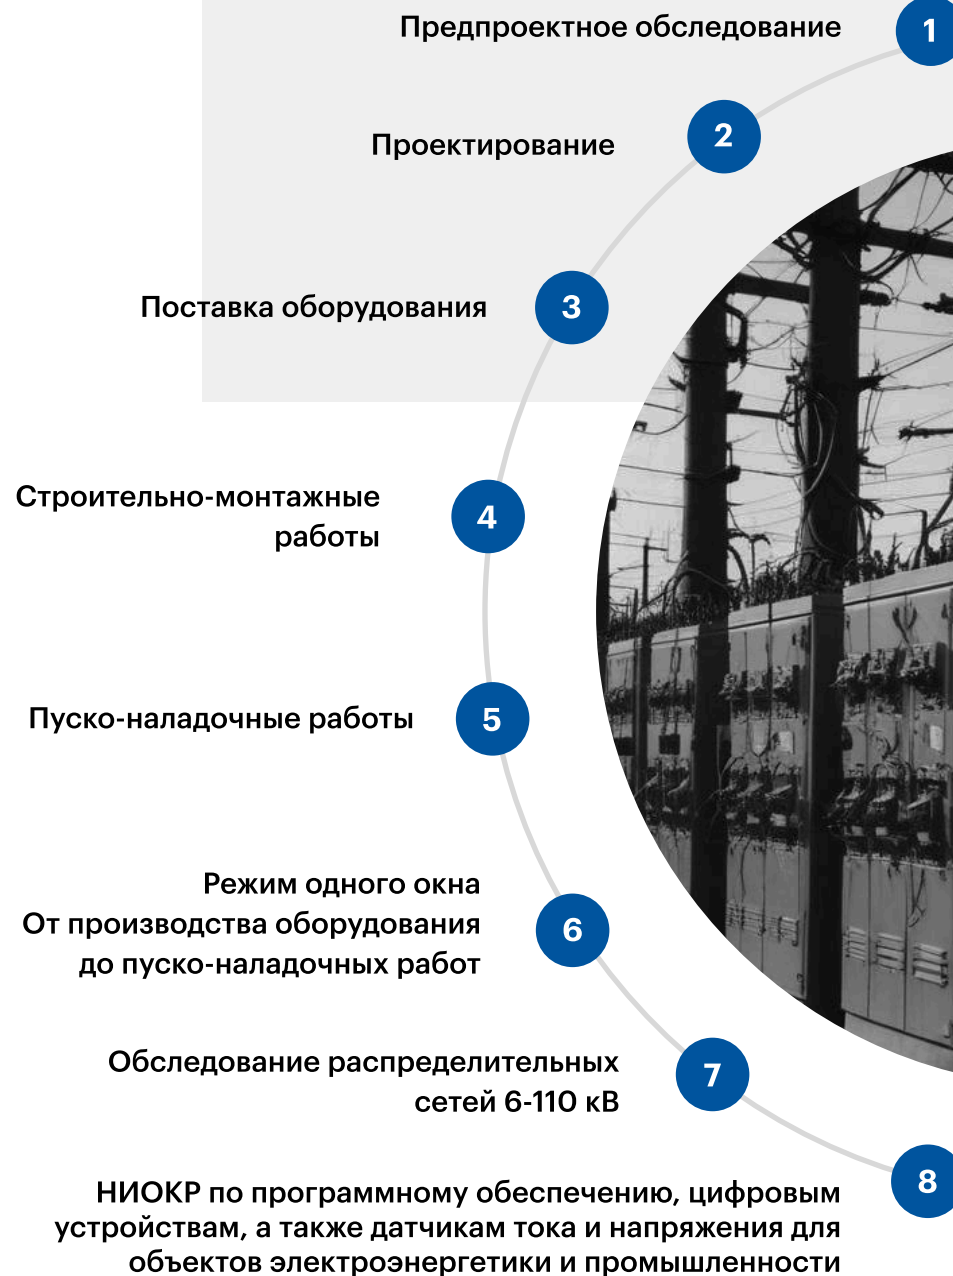 Предпроектное обследование
1
Проектирование
2
Поставка оборудования
3
Строительно-монтажные
работы
4
Пуско-наладочные работы
5
Режим одного окна
От производства оборудования
до пуско-наладочных работ
6
Обследование распределительных
сетей 6-110 кВ
7
НИОКР по программному обеспечению, цифровым
устройствам, а также датчикам тока и напряжения для
объектов электроэнергетики и промышленности
8